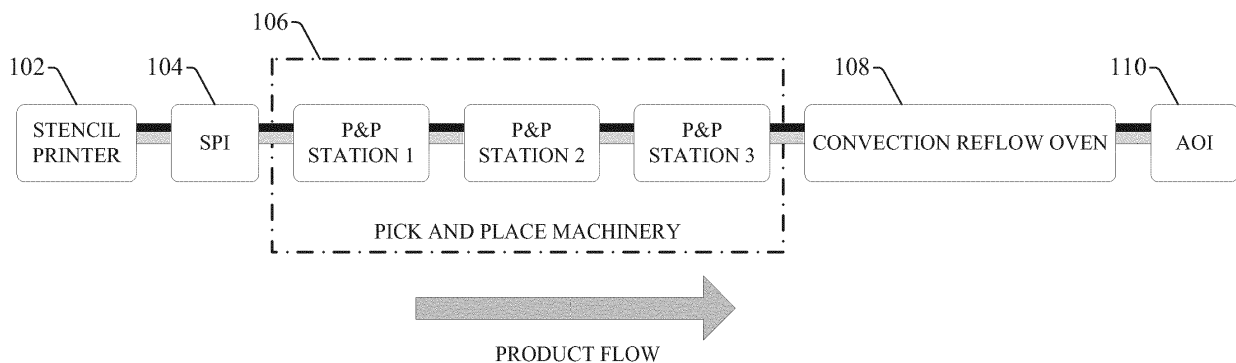 106
102
104
108
110
STENCIL
PRINTER
SPI
P&P
STATION 1
P&P
STATION 2
P&P
STATION 3
CONVECTION REFLOW OVEN
AOI
PICK AND PLACE MACHINERY
PRODUCT FLOW